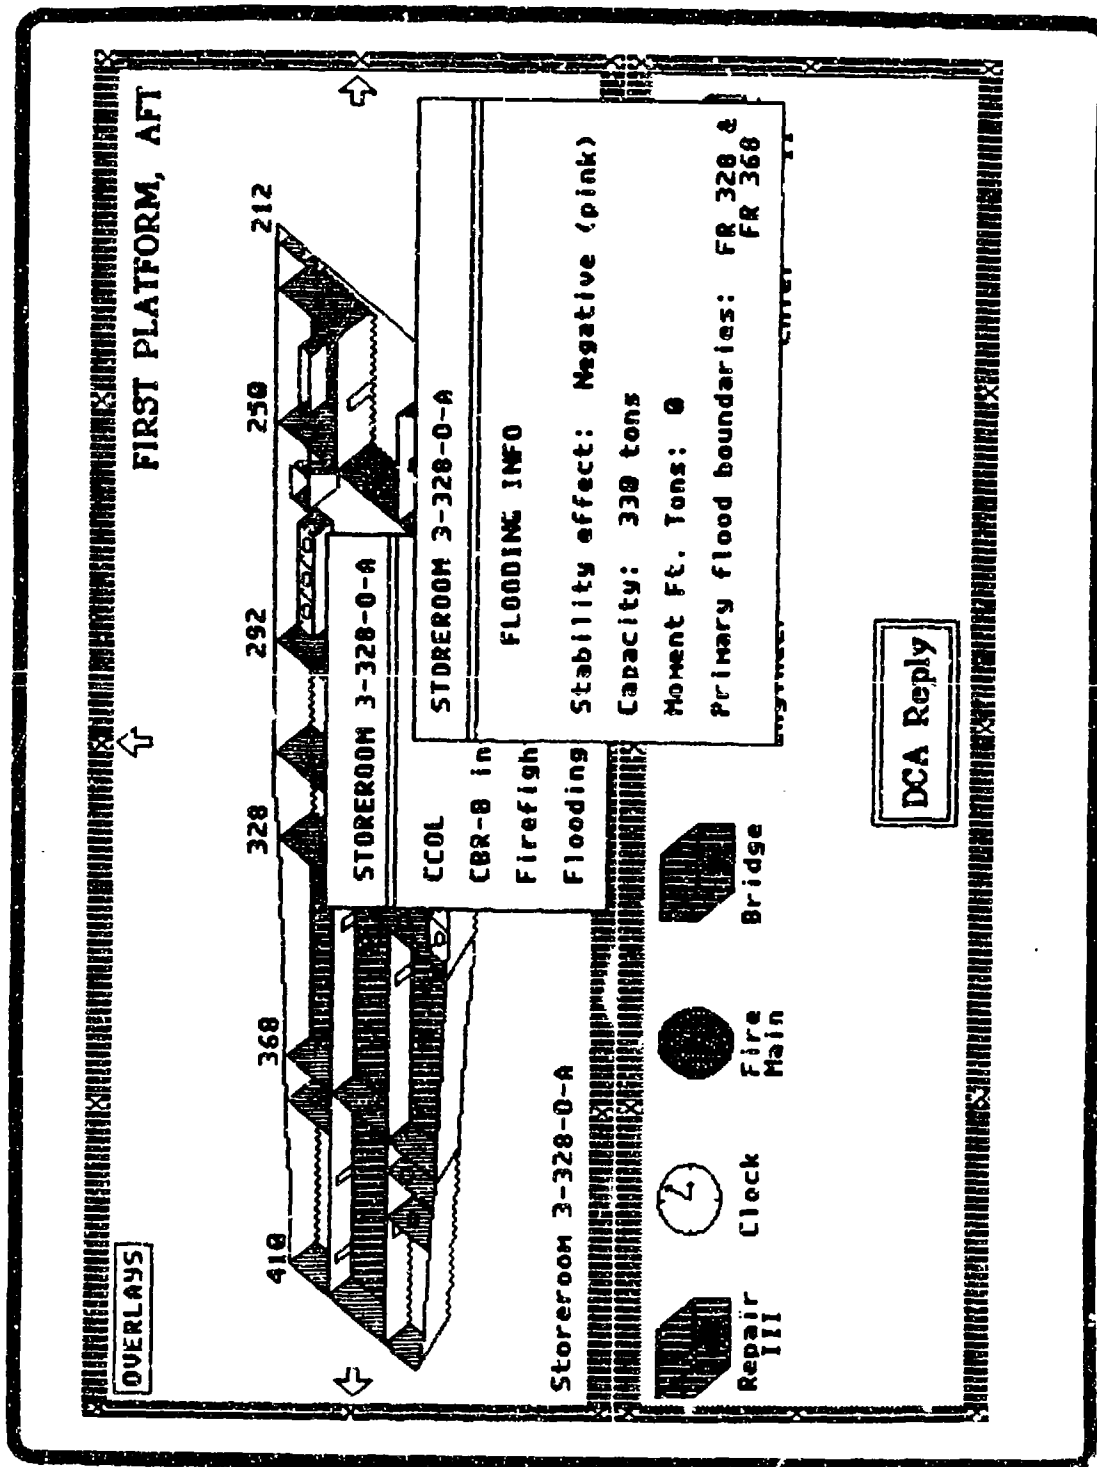 OVERLAYS
FIRST PLATFORM, AFT
410
368
328
292
250
212
STOREROOM 3-328-0-A
CCOL
CBR-B in
Firefigh
Flooding
STOREROOM 3-328-0-A
FLOODING INFO
Stability effect: Negative (pink)
Capacity: 330 tons
Moment Ft. Tons: 0
Primary flood boundaries: FR 328 &
FR 368
Storeroom 3-328-0-A
Repair
III
Clock
Fire
Main
Bridge
DCA Reply